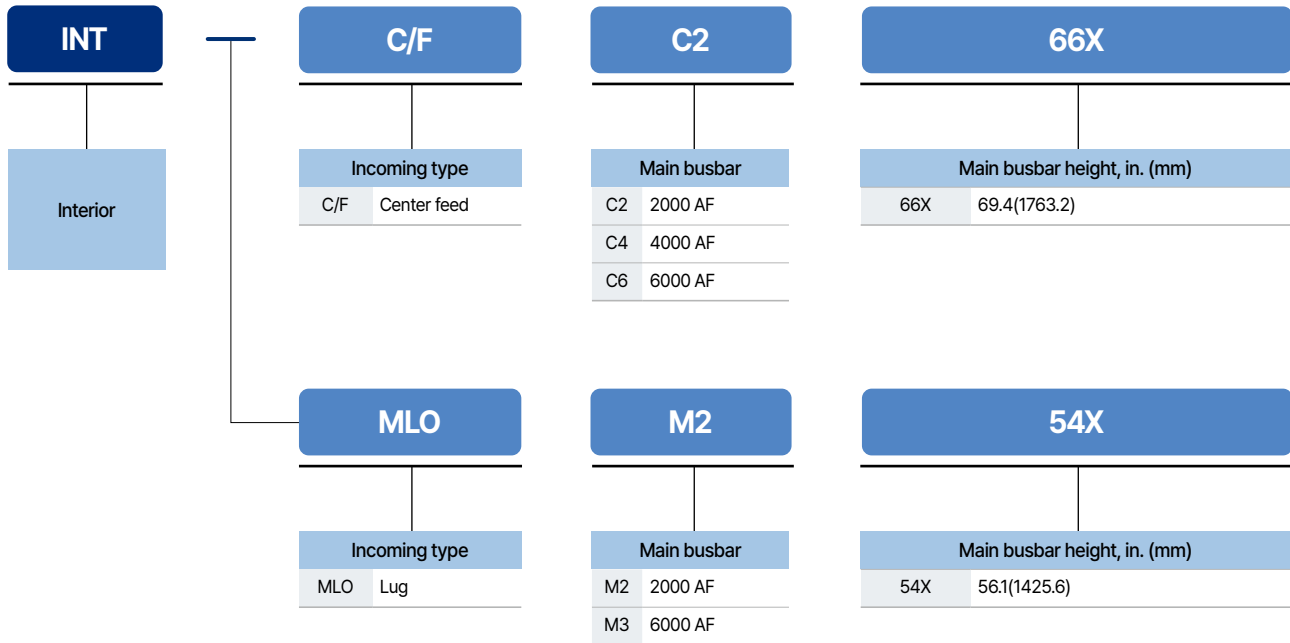 INT
C/F
C2
66X
Interior
Incoming type
C/F Center feed
Main busbar
C2 2000 AF
C4 4000 AF
C6 6000 AF
Main busbar height, in. (mm)
66X 69.4(1763.2)
MLO
M2
54X
Incoming type
MLO Lug
Main busbar
M2 2000 AF
M3 6000 AF
Main busbar height, in. (mm)
54X 56.1(1425.6)